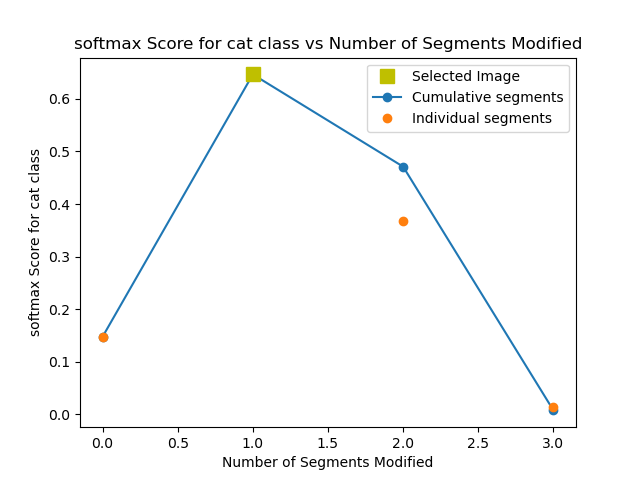 softmax Score for cat class vs Number of Segments Modified
Selected Image
Cumulative segments
Individual segments
softmax Score for cat class
0.6
0.5
0.4
0.3
0.2
0.1
0.0
0.0 0.5 1.0 1.5 2.0 2.5 3.0
Number of Segments Modified